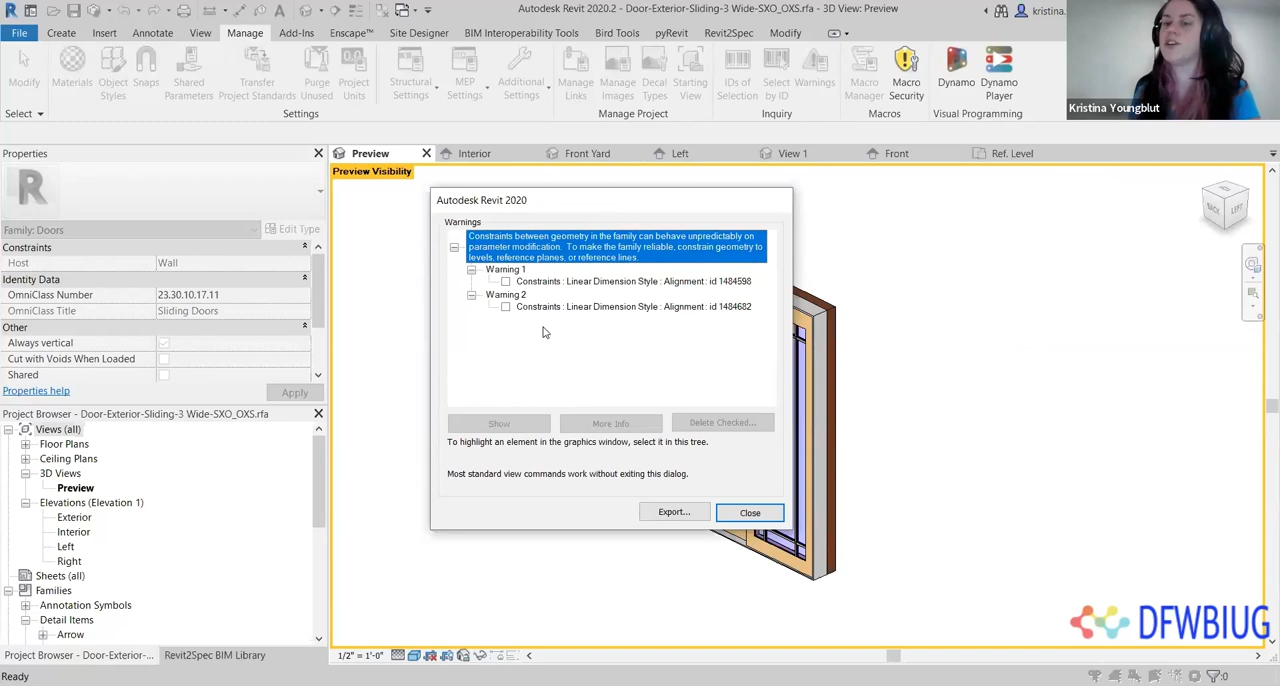 Autodesk Revit 2020.2 - Door-Exterior-Sliding-3 Wide-SXO_OXS.rfa - 3D View: Preview
kristina.
File
Create
Insert
Annotate
View
Manage
Add-Ins
Enscape™
Site Designer
BIM Interoperability Tools
Bird Tools
pyRevit
Revit2Spec
Modify
Modify
Materials
Object
Styles
Snaps
Shared
Parameters
Transfer
Project Standards
Purge
Unused
Project
Units
Structural
Settings
MEP
Settings
Additional
Settings
Manage
Links
Manage
Images
Decal
Types
Starting
View
IDs of
Selection
Select
by ID
Warnings
Macro
Manager
Macro
Security
Dynamo
Dynamo
Player
Select
Settings
Manage Project
Inquiry
Macros
Visual Programming
Kristina Youngblut
Properties
Preview
Interior
Front Yard
Left
View 1
Front
Ref. Level
Preview Visibility
R
Family: Doors
Edit Type
Constraints
Host
Wall
Identity Data
OmniClass Number
23.30.10.17.11
OmniClass Title
Sliding Doors
Other
Always vertical
Cut with Voids When Loaded
Shared
Properties help
Apply
Project Browser - Door-Exterior-Sliding-3 Wide-SXO_OXS.rfa
Views (all)
Floor Plans
Ceiling Plans
3D Views
Preview
Elevations (Elevation 1)
Exterior
Interior
Left
Right
Sheets (all)
Families
Annotation Symbols
Detail Items
Arrow
Project Browser - Door-Exterior-...
Revit2Spec BIM Library
Autodesk Revit 2020
Warnings
Constraints between geometry in the family can behave unpredictably on
parameter modification. To make the family reliable, constrain geometry to
levels, reference planes, or reference lines.
Warning 1
Constraints : Linear Dimension Style : Alignment : id 1484598
Warning 2
Constraints : Linear Dimension Style : Alignment : id 1484682
Show
More Info...
Delete Checked...
To highlight an element in the graphics window, select it in this tree.
Most standard view commands work without exiting this dialog.
Export...
Close
BACK
LEFT
DFWBIUG
1/2" = 1'-0"
Ready
:0